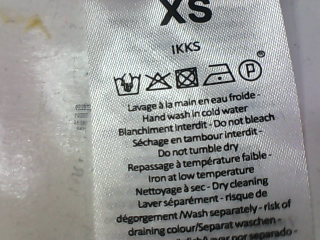 XS
IKKS
P ®
Lavage à la main en eau froide -
Hand wash in cold water
Blanchiment interdit - Do not bleach
Séchage en tambour interdit -
Do not tumble dry
Repassage à température faible -
Iron at low temperature
Nettoyage à sec - Dry cleaning
Laver séparément - risque de
dégorgement /Wash separately - risk of
draining colour/Separat waschen -